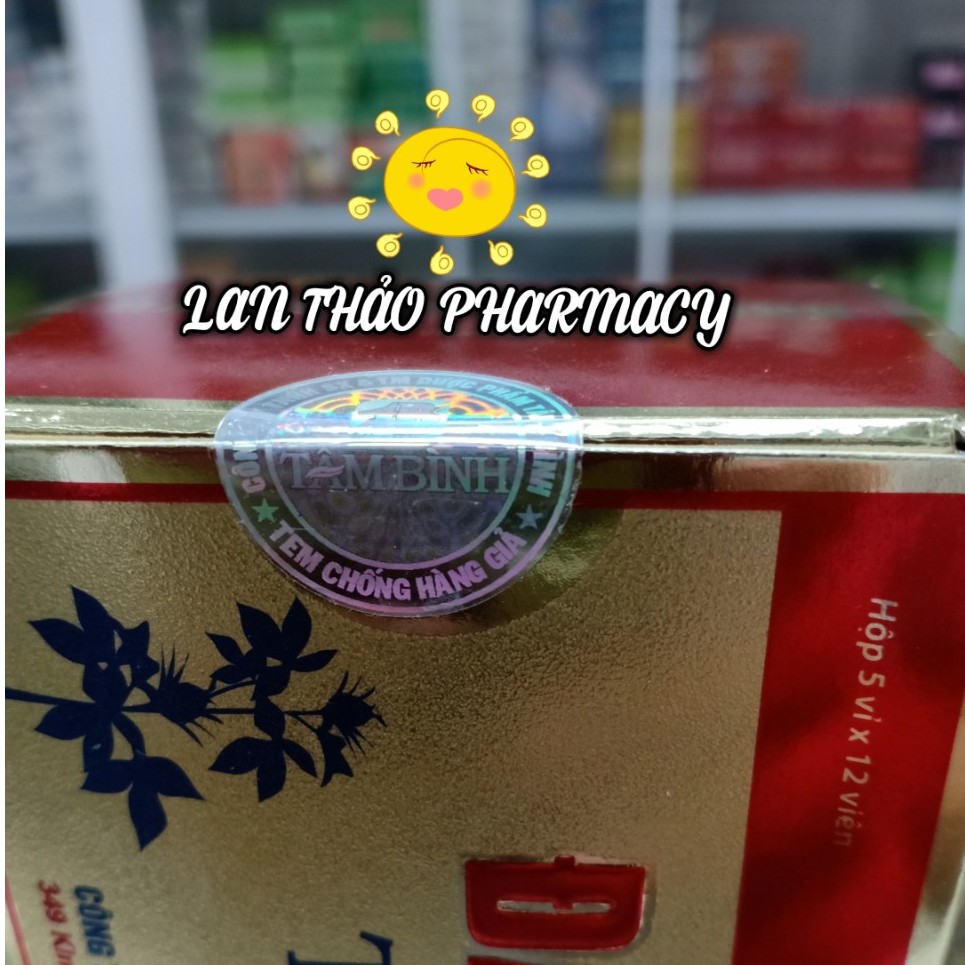 LAN THẢO PHARMACY
TÂM BÌNH
TEM CHỐNG HÀNG GIẢ
Hộp 5 vỉ x 12 viên
CÔNG
349